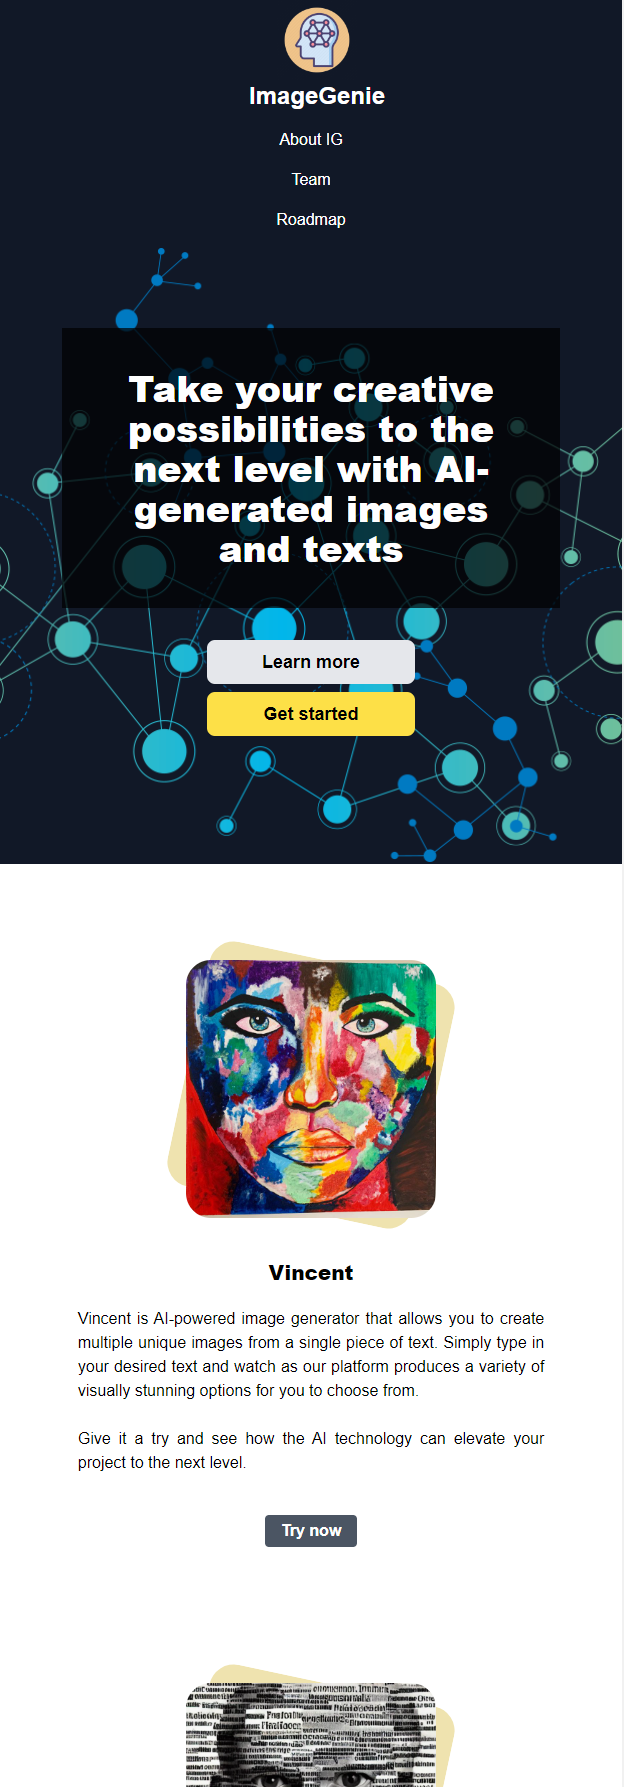 ImageGenie
About IG
Team
Roadmap
Take your creative
possibilities to the
next level with AI-
generated images
and texts
Learn more
Get started
Vincent
Vincent is AI-powered image generator that allows you to create
multiple unique images from a single piece of text. Simply type in
your desired text and watch as our platform produces a variety of
visually stunning options for you to choose from.
Give it a try and see how the AI technology can elevate your
project to the next level.
Try now